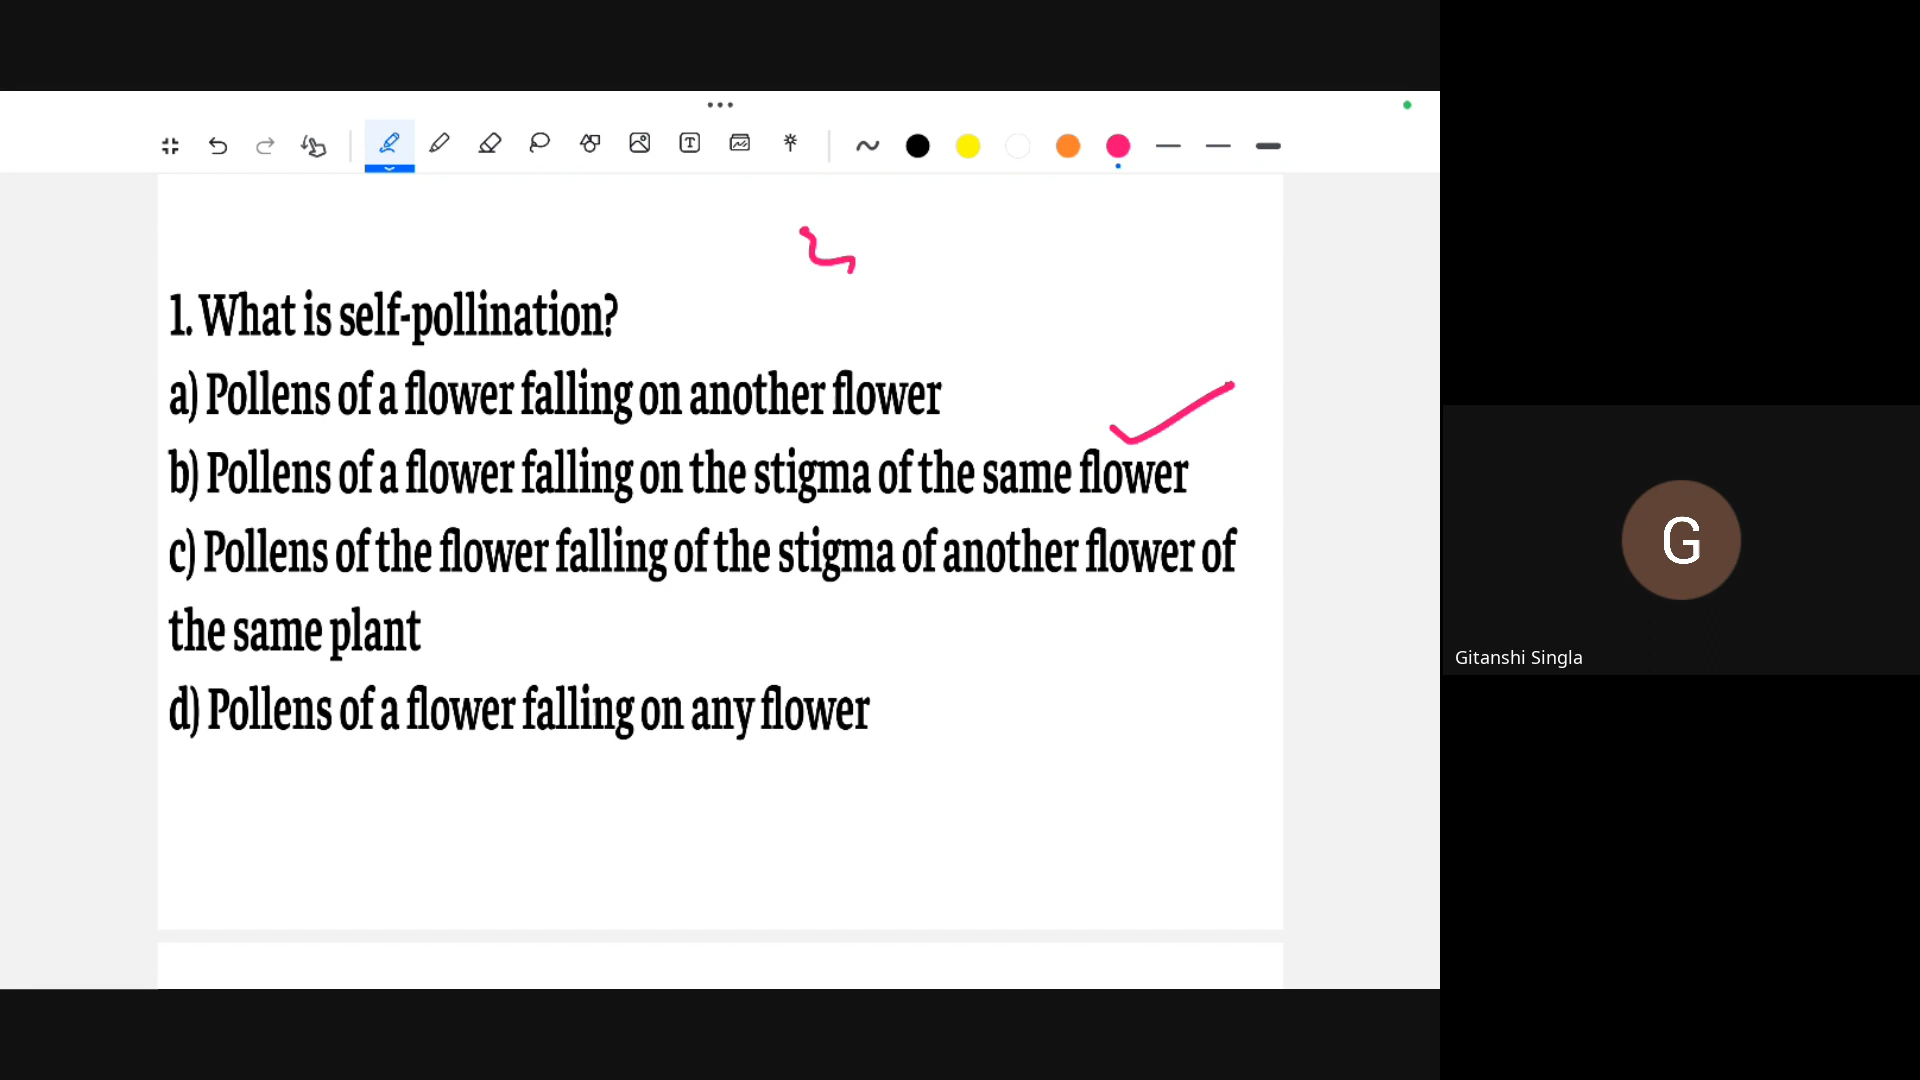 1. What is self-pollination?
a) Pollens of a flower falling on another flower
b) Pollens of a flower falling on the stigma of the same flower
c) Pollens of the flower falling of the stigma of another flower of
the same plant
d) Pollens of a flower falling on any flower
G
Gitanshi Singla